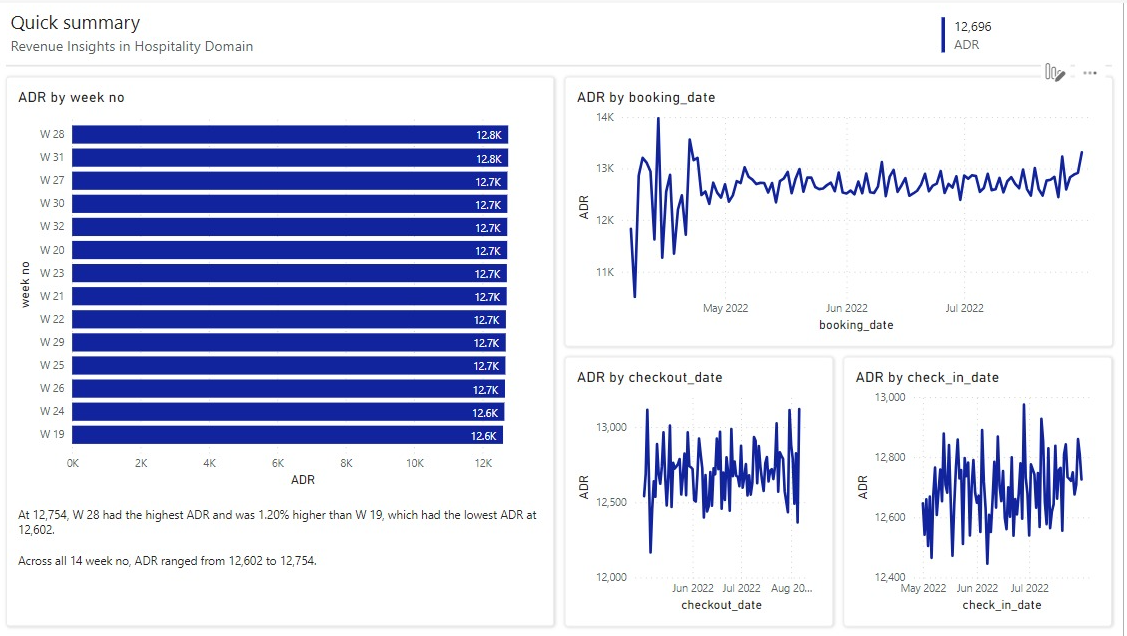 Quick summary
Revenue Insights in Hospitality Domain
12,696
ADR
ADR by week no
week no
W 28 12.8K
W 31 12.8K
W 27 12.7K
W 30 12.7K
W 32 12.7K
W 20 12.7K
W 23 12.7K
W 21 12.7K
W 22 12.7K
W 29 12.7K
W 25 12.7K
W 26 12.7K
W 24 12.6K
W 19 12.6K
0K 2K 4K 6K 8K 10K 12K
ADR
At 12,754, W 28 had the highest ADR and was 1.20% higher than W 19, which had the lowest ADR at
12,602.
Across all 14 week no, ADR ranged from 12,602 to 12,754.
ADR by booking_date
ADR
14K
13K
12K
11K
May 2022 Jun 2022 Jul 2022
booking_date
ADR by checkout_date
ADR
13,000
12,500
12,000
Jun 2022 Jul 2022 Aug 20...
checkout_date
ADR by check_in_date
ADR
13,000
12,800
12,600
12,400
May 2022 Jun 2022 Jul 2022
check_in_date